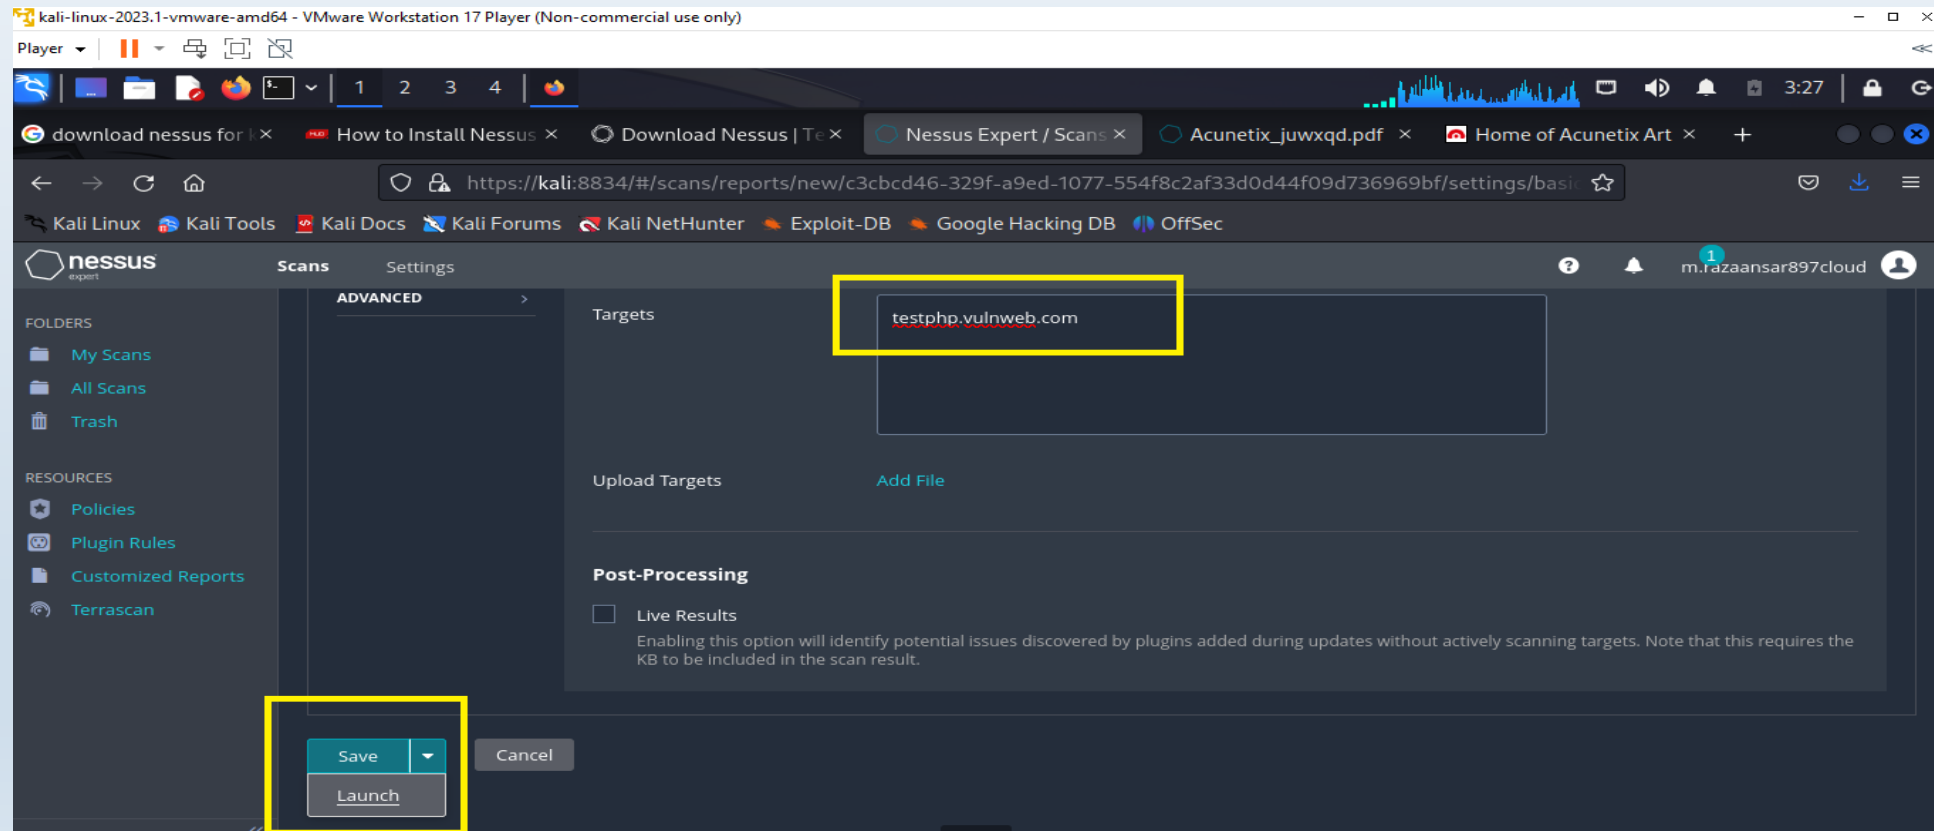 kali-linux-2023.1-vmware-amd64 - VMware Workstation 17 Player (Non-commercial use only)
Player
1 2 3 4
3:27
download nessus for k
How to Install Nessus
Download Nessus | Te
Nessus Expert / Scans
Acunetix_juwxqd.pdf
Home of Acunetix Art
https://kali:8834/#/scans/reports/new/c3cbcd46-329f-a9ed-1077-554f8c2af33d0d44f09d736969bf/settings/basic
Kali Linux Kali Tools Kali Docs Kali Forums Kali NetHunter Exploit-DB Google Hacking DB OffSec
nessus
expert
Scans Settings
1
m.razaansar897cloud
FOLDERS
My Scans
All Scans
Trash
RESOURCES
Policies
Plugin Rules
Customized Reports
Terrascan
ADVANCED
Targets
testphp.vulnweb.com
Upload Targets
Add File
Post-Processing
Live Results
Enabling this option will identify potential issues discovered by plugins added during updates without actively scanning targets. Note that this requires the
KB to be included in the scan result.
Save
Cancel
Launch